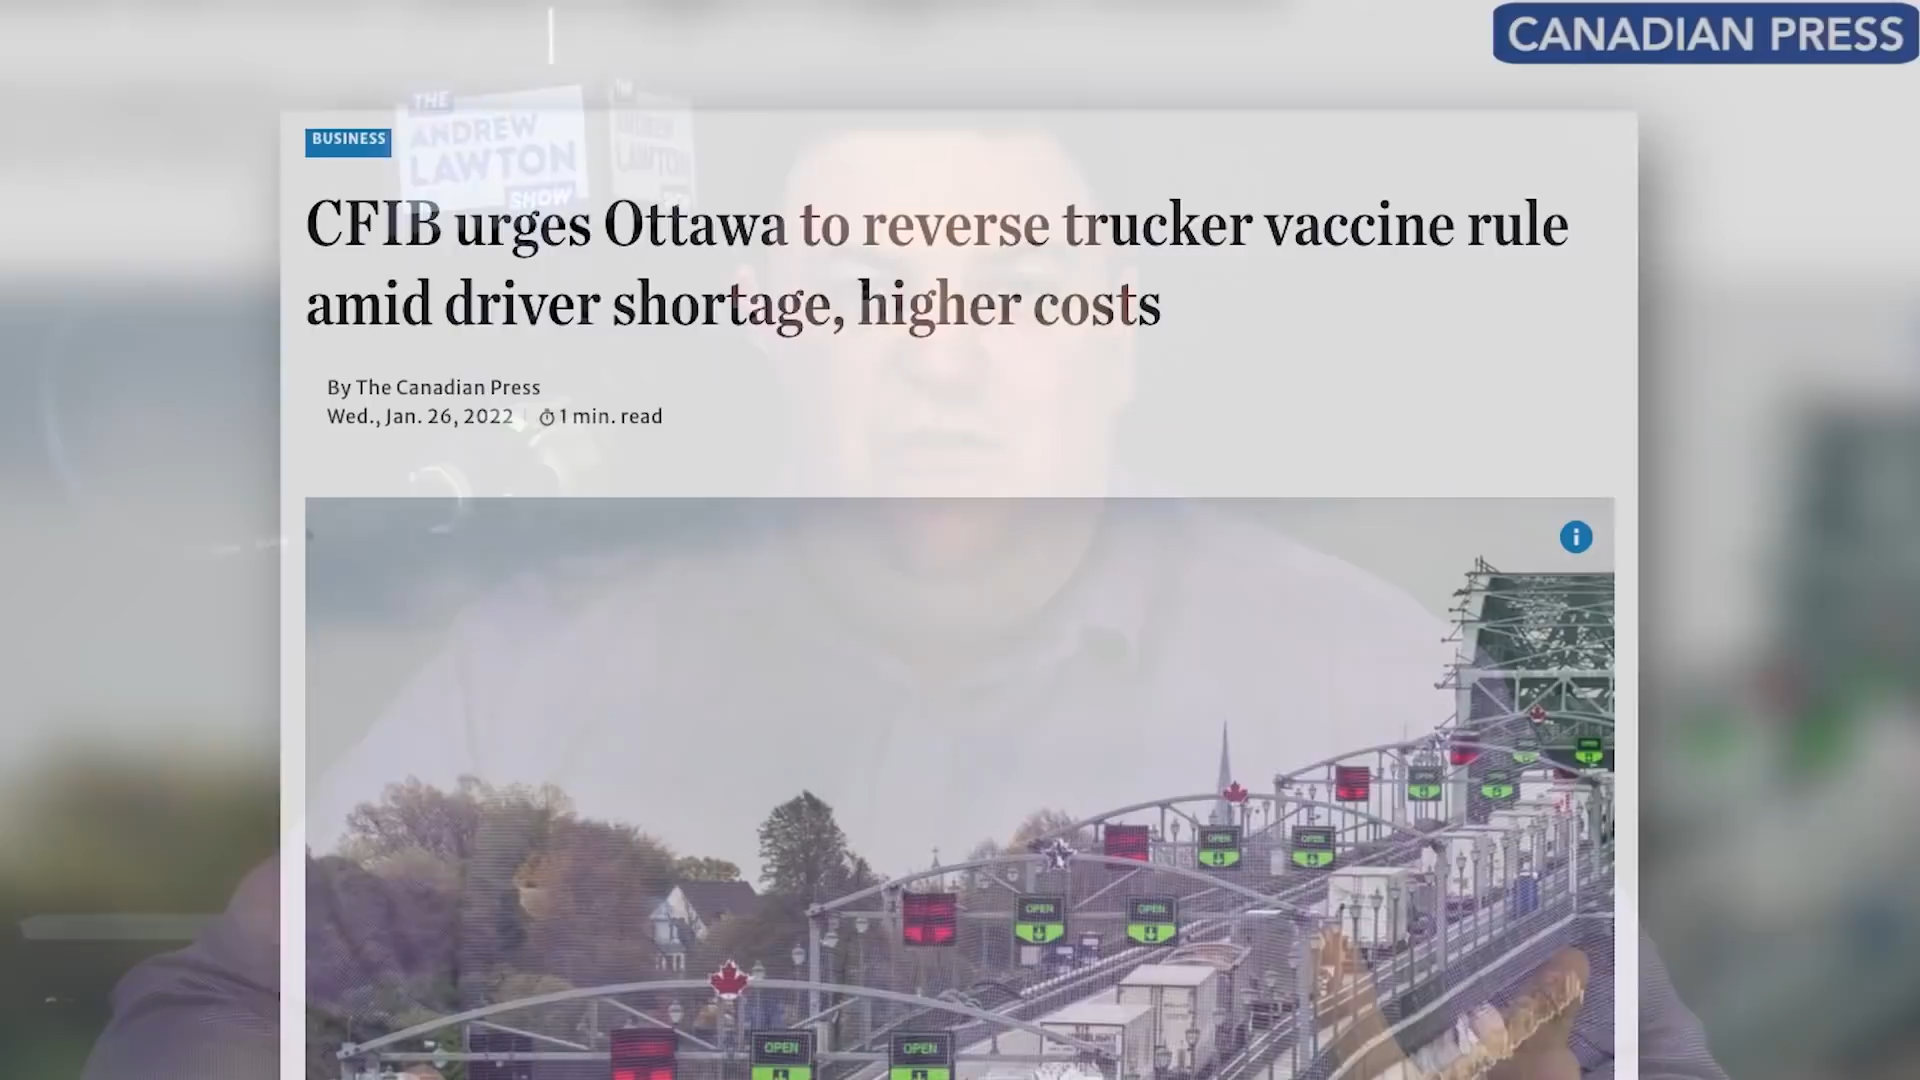 CANADIAN PRESS
THE
ANDREW
LAWTON
SHOW
BUSINESS
CFIB urges Ottawa to reverse trucker vaccine rule
amid driver shortage, higher costs
By The Canadian Press
Wed., Jan. 26, 2022 1 min. read
i
OPEN
OPEN
OPEN
OPEN
OPEN
OPEN